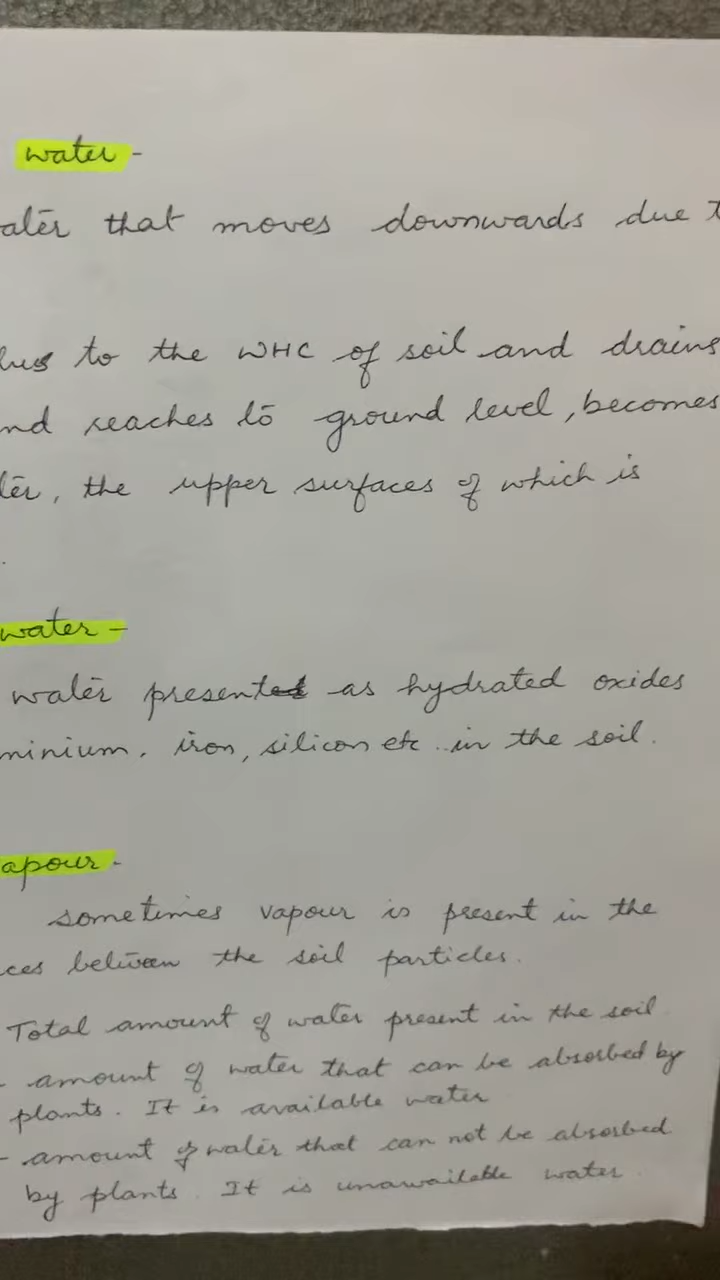 water -
ater that moves downwards due
to the WHC of soil and drains
nd reaches to ground level, becomes
ter, the upper surfaces of which is
.
water -
water present as hydrated oxides
minium, iron, silicon etc .. in the soil.
apour -
sometimes vapour is present in the
ces between the soil particles.
Total amount of water present in the soil
- amount of water that can be absorbed by
plants. It is available water
- amount of water that can not be absorbed
by plants. It is unawailable water